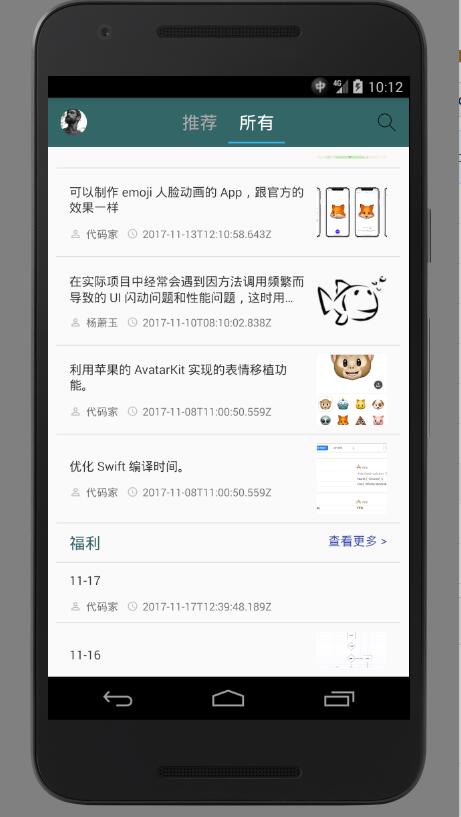 中 4G 10:12
推荐 所有
可以制作 emoji 人脸动画的 App，跟官方的
效果一样
代码家 2017-11-13T12:10:58.643Z
在实际项目中经常会遇到因方法调用频繁而
导致的 UI 闪动问题和性能问题，这时用...
杨萧玉 2017-11-10T08:10:02.838Z
利用苹果的 AvatarKit 实现的表情移植功
能。
代码家 2017-11-08T11:00:50.559Z
优化 Swift 编译时间。
代码家 2017-11-08T11:00:50.559Z
福利 查看更多 >
11-17
代码家 2017-11-17T12:39:48.189Z
11-16